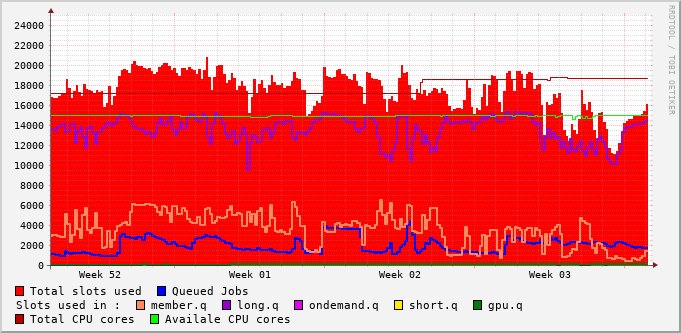 RRDTOOL / TOBI OETIKER
24000
22000
20000
18000
16000
14000
12000
10000
8000
6000
4000
2000
0
Week 52 Week 01 Week 02 Week 03
Total slots used Queued Jobs
Slots used in : member.q long.q ondemand.q short.q gpu.q
Total CPU cores Availale CPU cores